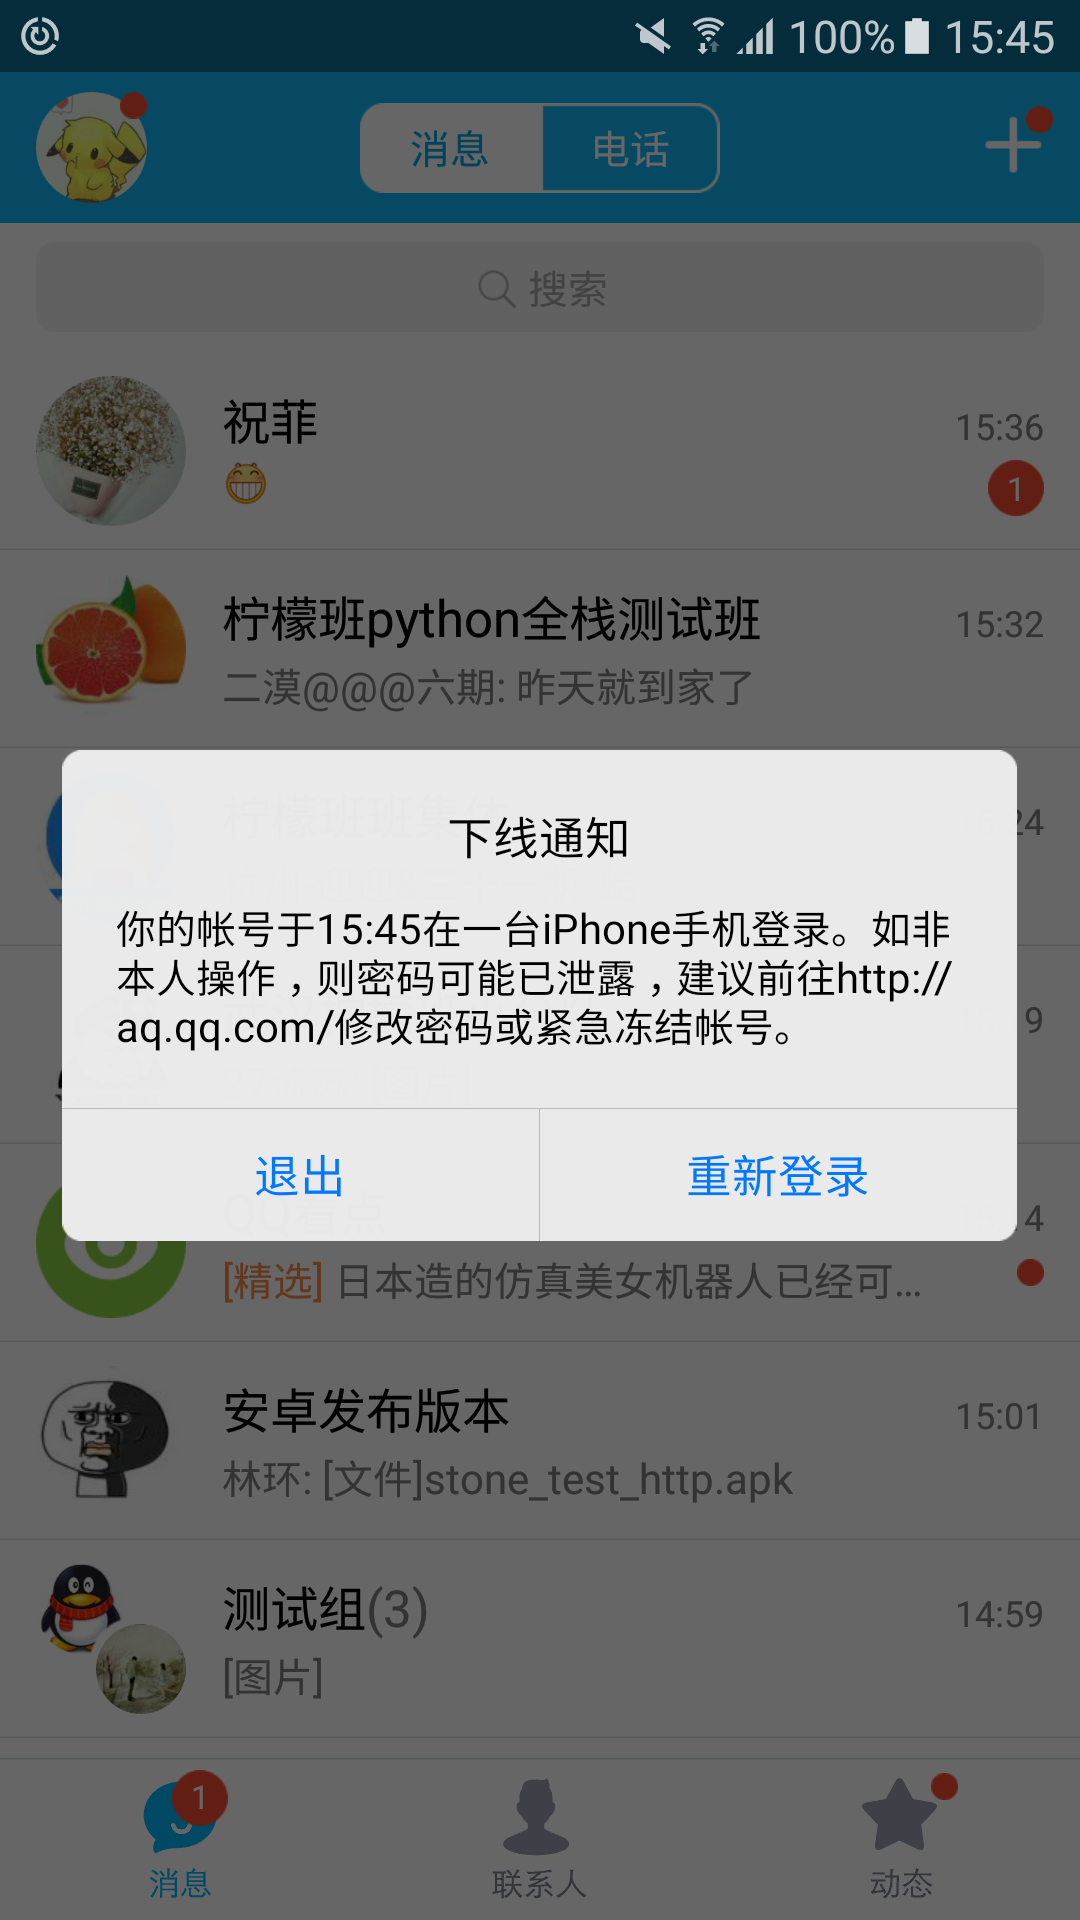 100% 15:45
消息 电话
搜索
祝菲 15:36
1
柠檬班python全栈测试班 15:32
二漠@@@六期: 昨天就到家了
下线通知
你的帐号于15:45在一台iPhone手机登录。如非
本人操作，则密码可能已泄露，建议前往http://
aq.qq.com/修改密码或紧急冻结帐号。
退出 重新登录
QQ看点
[精选] 日本造的仿真美女机器人已经可...
安卓发布版本 15:01
林环: [文件]stone_test_http.apk
测试组(3) 14:59
[图片]
1
消息 联系人 动态